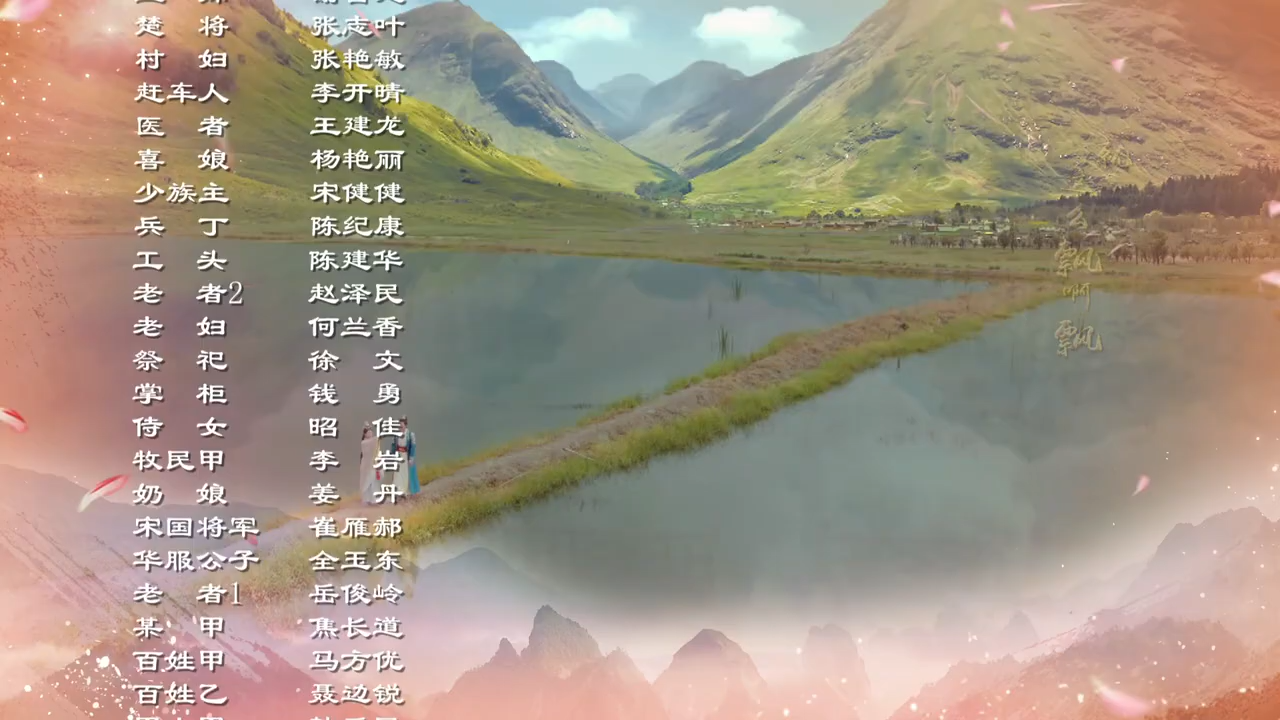 楚将 张志叶
村妇 张艳敏
赶车人 李开晴
医者 王建龙
喜娘 杨艳丽
少族主 宋健健
兵丁 陈纪康
工头 陈建华
老者2 赵泽民
老妇 何兰香
祭祀 徐文
掌柜 钱勇
侍女 昭佳
牧民甲 李岩
奶娘 姜丹
宋国将军 崔雁郝
华服公子 全玉东
老者1 岳俊岭
某甲 焦长道
百姓甲 马方优
百姓乙 聂边锐
飘风
啊
飘风